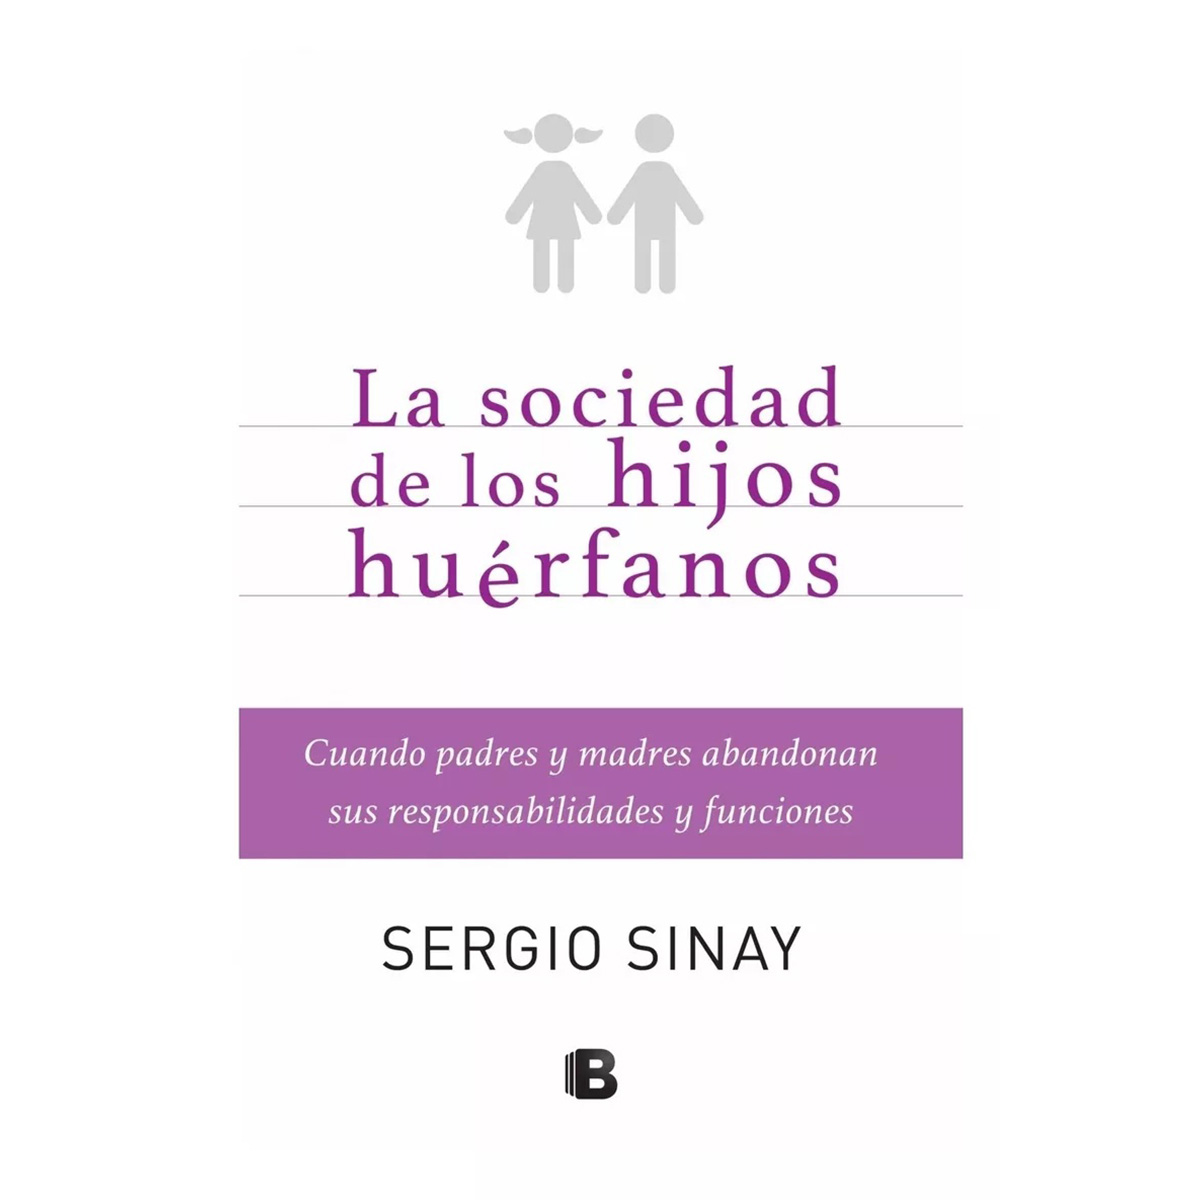 La sociedad
de los hijos
huérfanos
Cuando padres y madres abandonan
sus responsabilidades y funciones
SERGIO SINAY
B